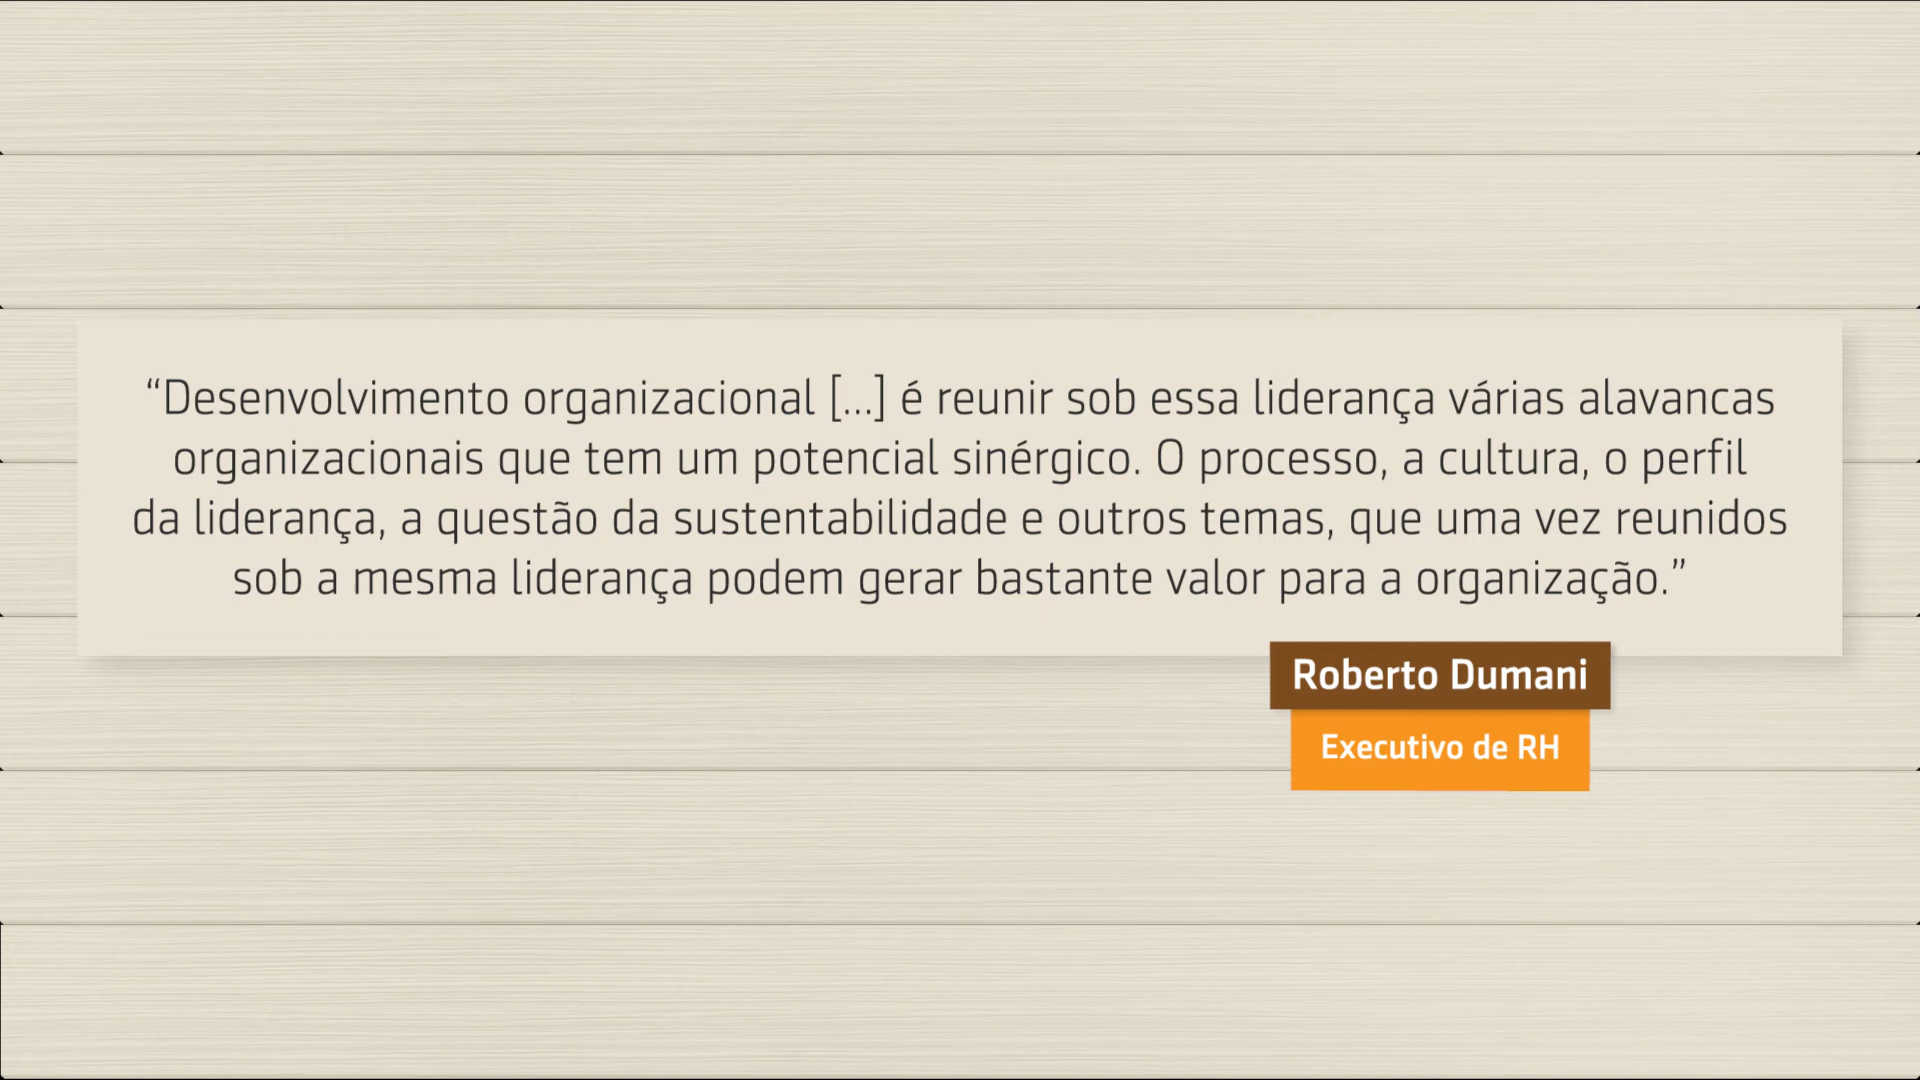 “Desenvolvimento organizacional [...] é reunir sob essa liderança várias alavancas
organizacionais que tem um potencial sinérgico. O processo, a cultura, o perfil
da liderança, a questão da sustentabilidade e outros temas, que uma vez reunidos
sob a mesma liderança podem gerar bastante valor para a organização.”
Roberto Dumani
Executivo de RH